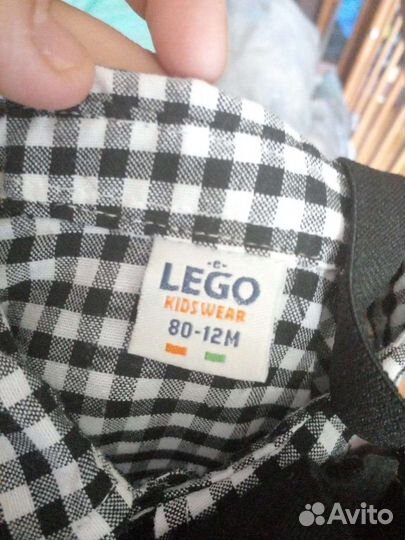 -e-
LEGO
KIDSWEAR
80-12M
Avito